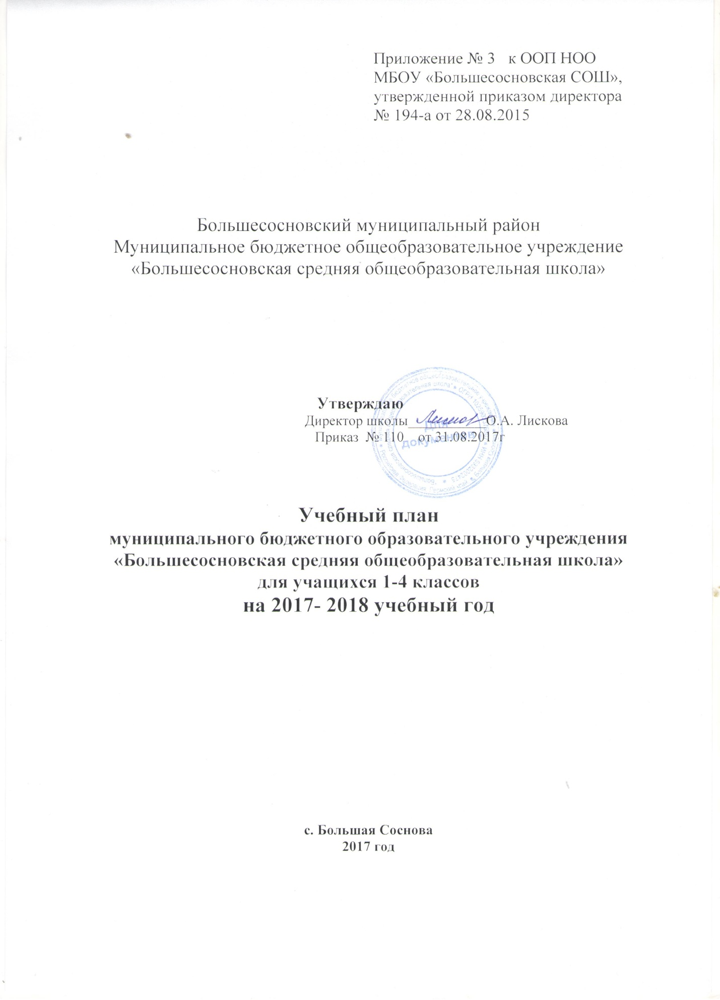 Приложение № 3 к ООП НОО
МБОУ «Большесосновская СОШ»,
утвержденной приказом директора
№ 194-а от 28.08.2015
Большесосновский муниципальный район
Муниципальное бюджетное общеобразовательное учреждение
«Большесосновская средняя общеобразовательная школа»
Утверждаю
Директор школы___________О.А. Лискова
Приказ № 110 от 31.08.2017г
Для
документов
Учебный план
муниципального бюджетного образовательного учреждения
«Большесосновская средняя общеобразовательная школа»
для учащихся 1-4 классов
на 2017- 2018 учебный год
с. Большая Соснова
2017 год